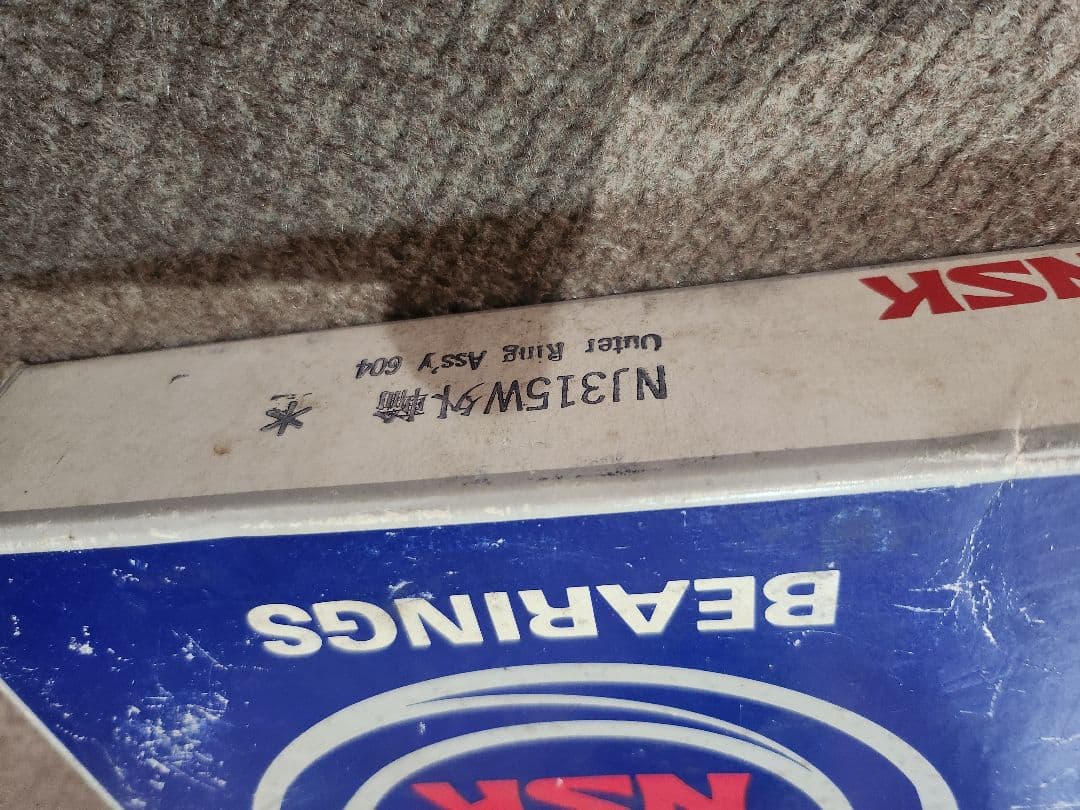 NSK
BEARINGS
NJ315W外輪
Outer Ring Ass'y 604
NSK